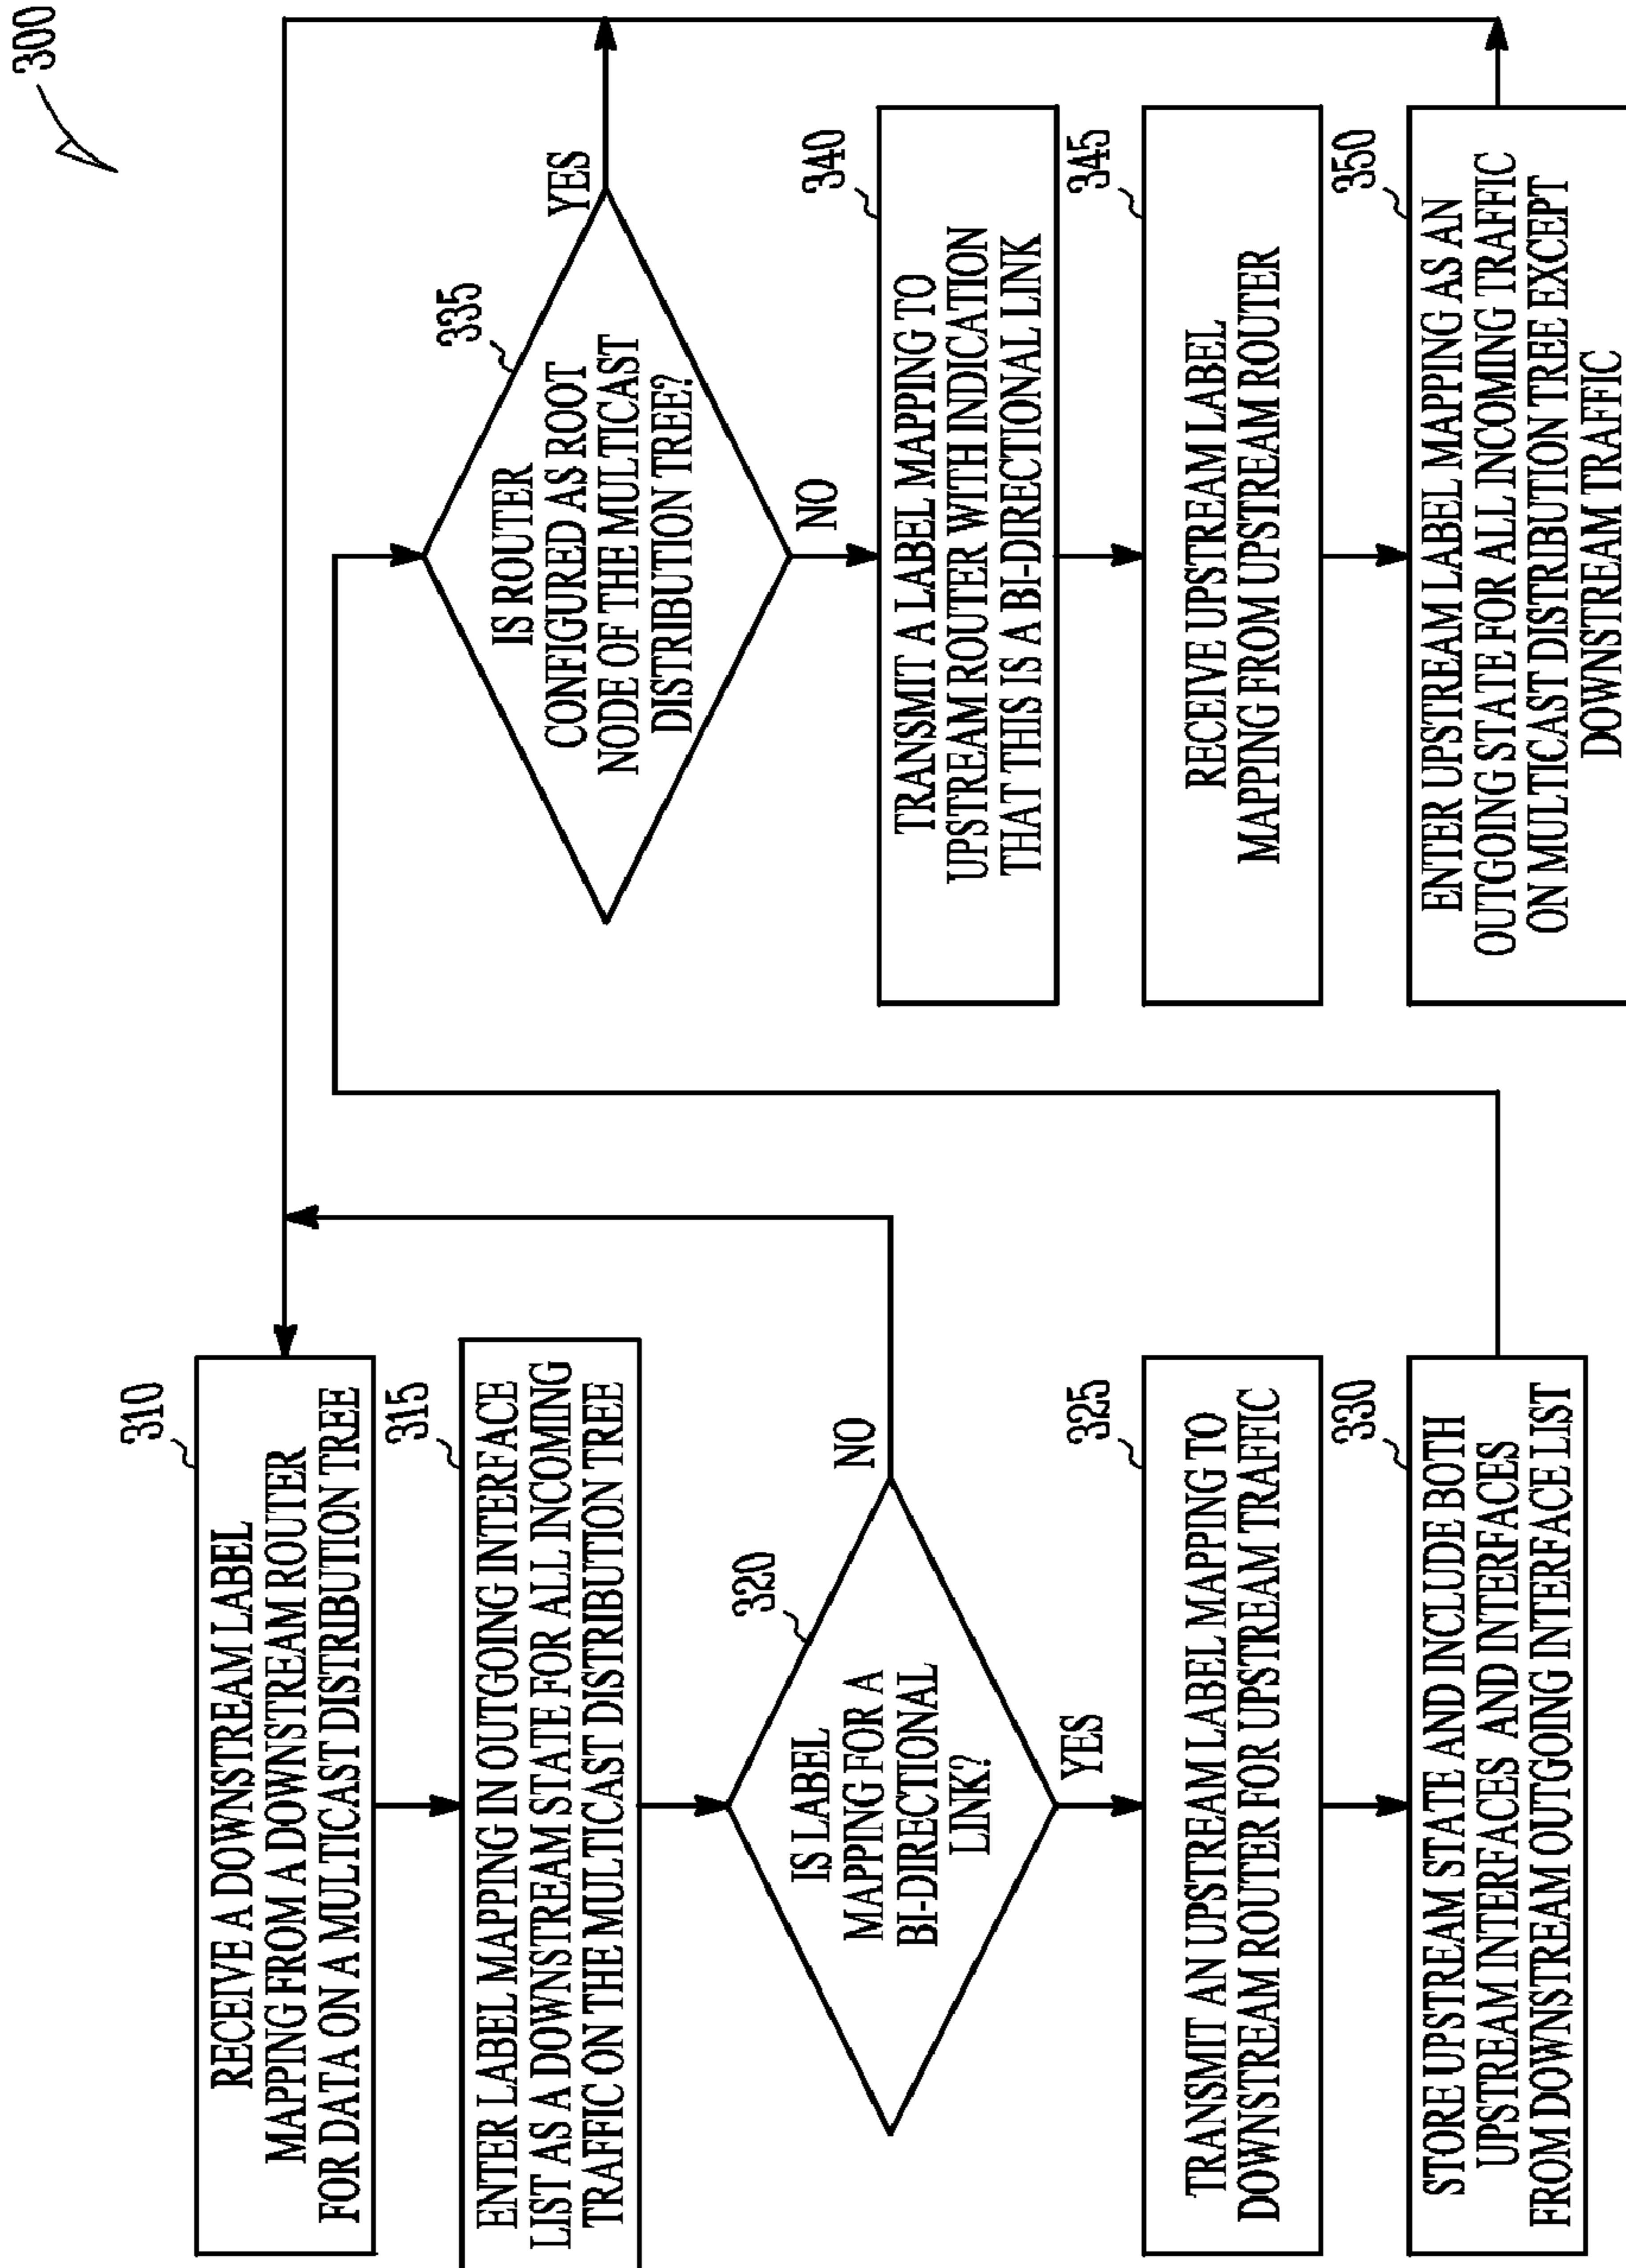 300
310
RECEIVE A DOWNSTREAM LABEL
MAPPING FROM A DOWNSTREAM ROUTER
FOR DATA ON A MULTICAST DISTRIBUTION TREE
315
ENTER LABEL MAPPING IN OUTGOING INTERFACE
LIST AS A DOWNSTREAM STATE FOR ALL INCOMING
TRAFFIC ON THE MULTICAST DISTRIBUTION TREE
320
IS LABEL
MAPPING FOR A
BI-DIRECTIONAL
LINK?
NO
YES
325
TRANSMIT AN UPSTREAM LABEL MAPPING TO
DOWNSTREAM ROUTER FOR UPSTREAM TRAFFIC
330
STORE UPSTREAM STATE AND INCLUDE BOTH
UPSTREAM INTERFACES AND INTERFACES
FROM DOWNSTREAM OUTGOING INTERFACE LIST
335
IS ROUTER
CONFIGURED AS ROOT
NODE OF THE MULTICAST
DISTRIBUTION TREE?
YES
NO
340
TRANSMIT A LABEL MAPPING TO
UPSTREAM ROUTER WITH INDICATION
THAT THIS IS A BI-DIRECTIONAL LINK
345
RECEIVE UPSTREAM LABEL
MAPPING FROM UPSTREAM ROUTER
350
ENTER UPSTREAM LABEL MAPPING AS AN
OUTGOING STATE FOR ALL INCOMING TRAFFIC
ON MULTICAST DISTRIBUTION TREE EXCEPT
DOWNSTREAM TRAFFIC